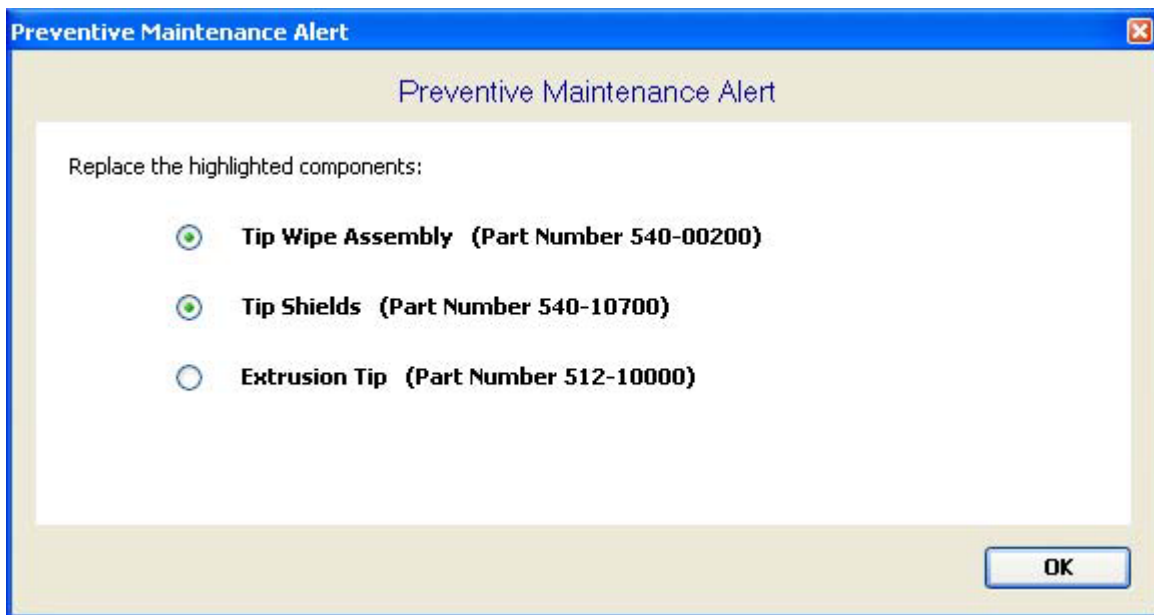 Preventive Maintenance Alert
Preventive Maintenance Alert
Replace the highlighted components:
Tip Wipe Assembly (Part Number 540-00200)
Tip Shields (Part Number 540-10700)
Extrusion Tip (Part Number 512-10000)
OK